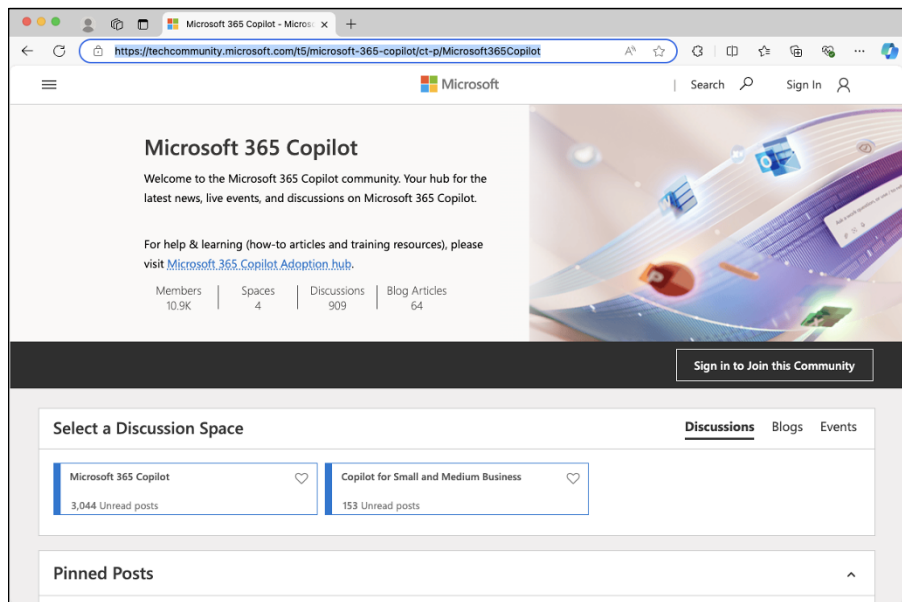 Microsoft 365 Copilot - Micros
https://techcommunity.microsoft.com/t5/microsoft-365-copilot/ct-p/Microsoft365Copilot
Microsoft
Search
Sign In
Microsoft 365 Copilot
Welcome to the Microsoft 365 Copilot community. Your hub for the
latest news, live events, and discussions on Microsoft 365 Copilot.
For help & learning (how-to articles and training resources), please
visit Microsoft 365 Copilot Adoption hub.
Members Spaces Discussions Blog Articles
10.9K 4 909 64
Sign in to Join this Community
Select a Discussion Space
Discussions Blogs Events
Microsoft 365 Copilot Copilot for Small and Medium Business
3,044 Unread posts 153 Unread posts
Pinned Posts